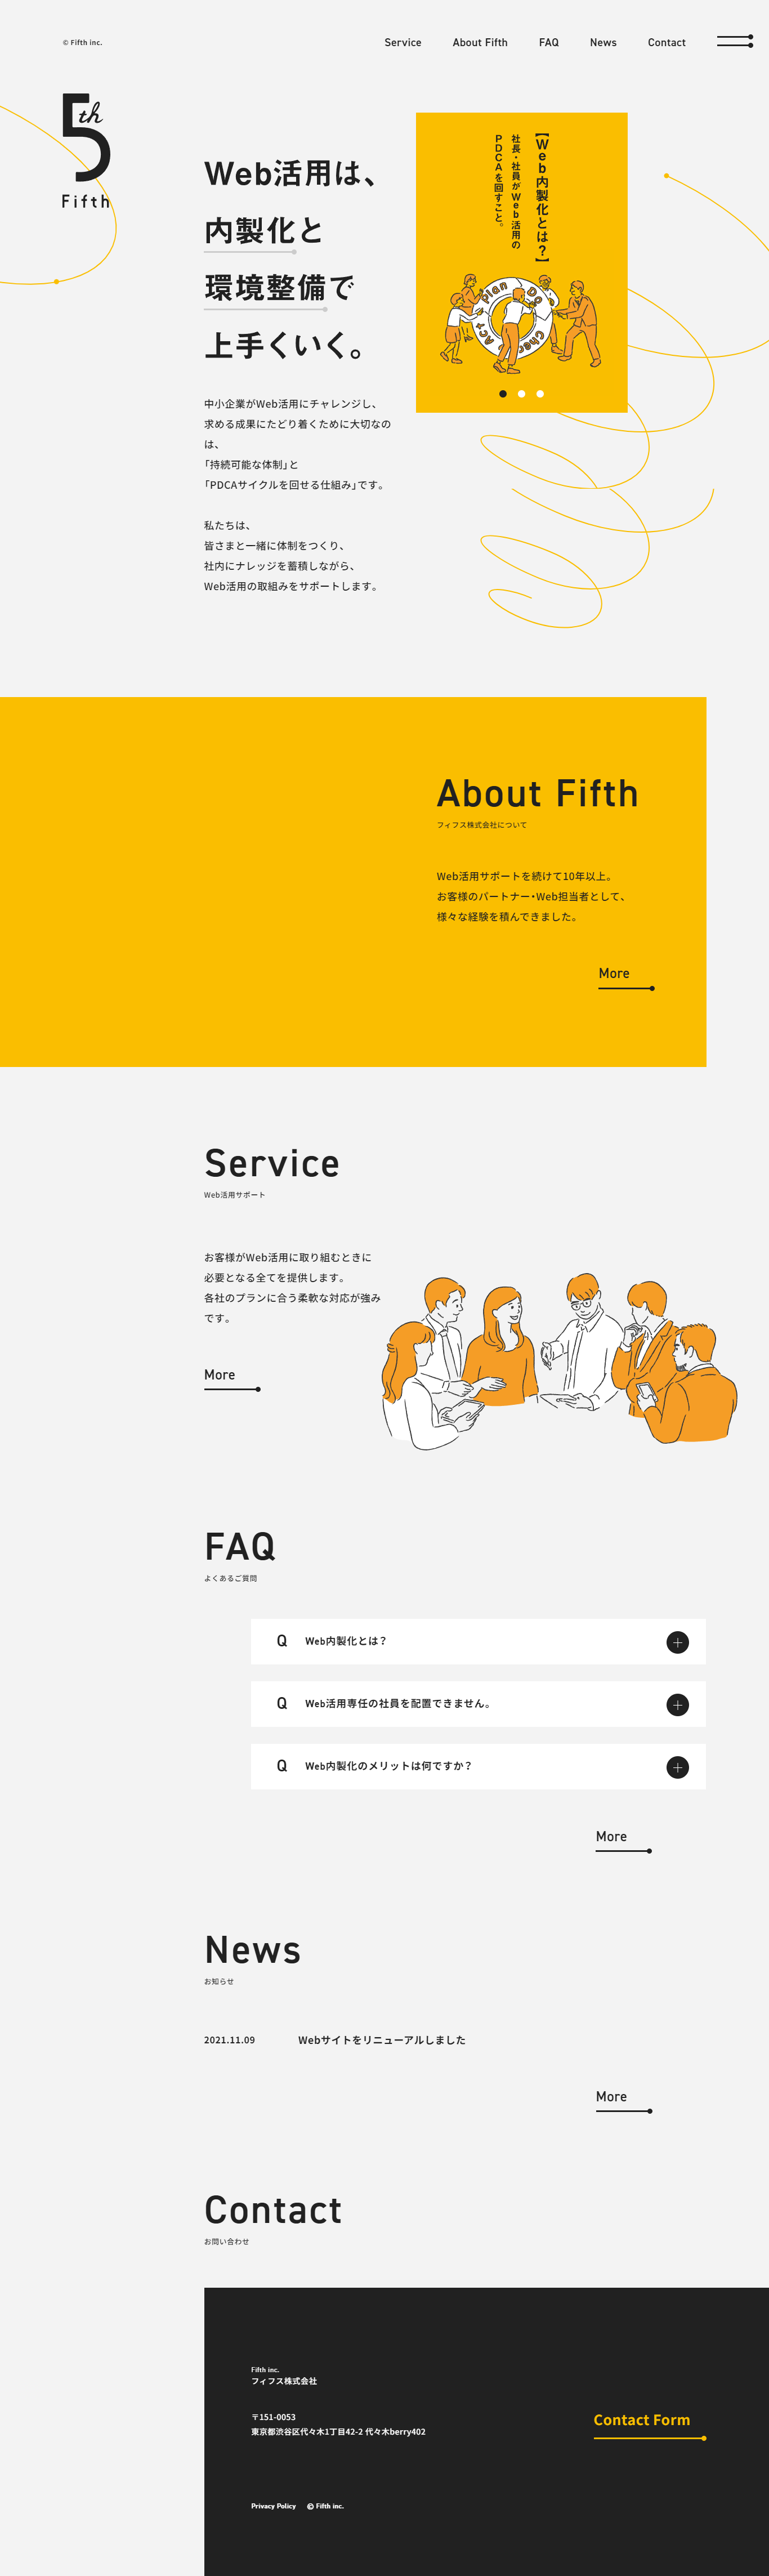 © Fifth inc.
Service
About Fifth
FAQ
News
Contact
5th
Fifth
Web活用は、
内製化と
環境整備で
上手くいく。
【Web内製化とは?】
社長・社員がWeb活用の
PDCAを回すこと。
Plan
Do
Check
Act
中小企業がWeb活用にチャレンジし、
求める成果にたどり着くために大切なの
は、
「持続可能な体制」と
「PDCAサイクルを回せる仕組み」です。
私たちは、
皆さまと一緒に体制をつくり、
社内にナレッジを蓄積しながら、
Web活用の取組みをサポートします。
About Fifth
フィフス株式会社について
Web活用サポートを続けて10年以上。
お客様のパートナー・Web担当者として、
様々な経験を積んできました。
More
Service
Web活用サポート
お客様がWeb活用に取り組むときに
必要となる全てを提供します。
各社のプランに合う柔軟な対応が強み
です。
More
FAQ
よくあるご質問
Q Web内製化とは？
Q Web活用専任の社員を配置できません。
Q Web内製化のメリットは何ですか？
More
News
お知らせ
2021.11.09 Webサイトをリニューアルしました
More
Contact
お問い合わせ
Fifth inc.
フィフス株式会社
〒151-0053
東京都渋谷区代々木1丁目42-2 代々木berry402
Contact Form
Privacy Policy © Fifth inc.